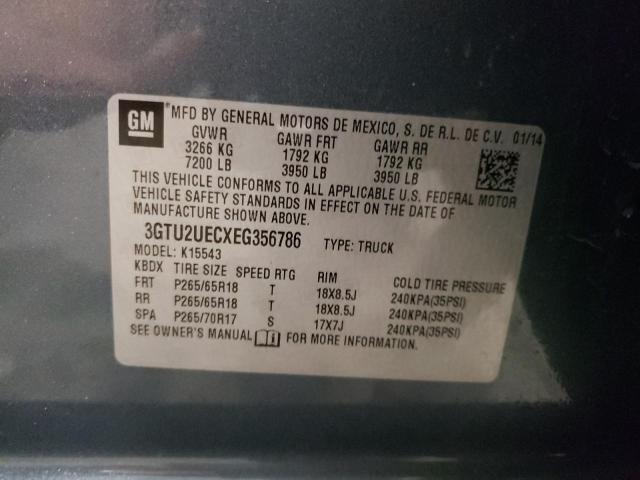 GM
®MFD BY GENERAL MOTORS DE MEXICO, S. DE R.L. DE C.V. 01/14
GVWR GAWR FRT GAWR RR
3266 KG 1792 KG 1792 KG
7200 LB 3950 LB 3950 LB
THIS VEHICLE CONFORMS TO ALL APPLICABLE U.S. FEDERAL MOTOR
VEHICLE SAFETY STANDARDS IN EFFECT ON THE DATE OF
MANUFACTURE SHOWN ABOVE.
3GTU2UECXEG356786 TYPE: TRUCK
MODEL: K15543
KBDX TIRE SIZE SPEED RTG RIM COLD TIRE PRESSURE
FRT P265/65R18 T 18X8.5J 240KPA(35PSI)
RR P265/65R18 T 18X8.5J 240KPA(35PSI)
SPA P265/70R17 S 17X7J 240KPA(35PSI)
SEE OWNER'S MANUAL FOR MORE INFORMATION.